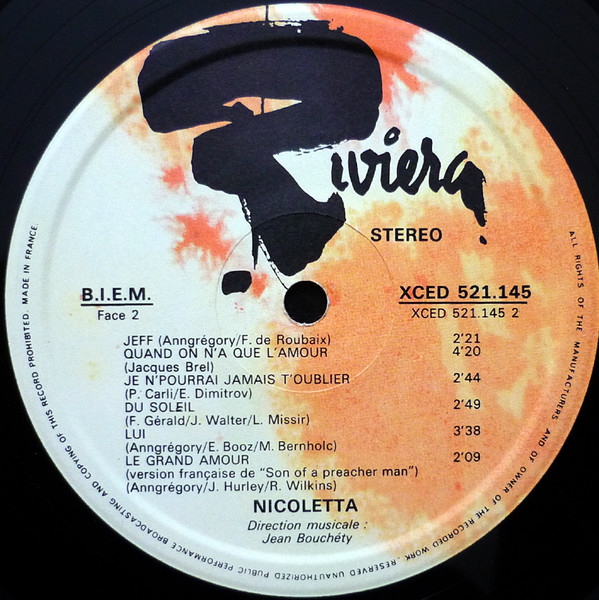 Riviera
STEREO
B.I.E.M.
Face 2
XCED 521.145
XCED 521.145 2
JEFF (Anngrégory/F. de Roubaix) 2'21
QUAND ON N'A QUE L'AMOUR 4'20
(Jacques Brel)
JE N'POURRAI JAMAIS T'OUBLIER 2'44
(P. Carli/E. Dimitrov)
DU SOLEIL 2'49
(F. Gérald/J. Walter/L. Missir)
LUI 3'38
(Anngrégory/E. Booz/M. Bernholc)
LE GRAND AMOUR 2'09
(version française de "Son of a preacher man")
(Anngrégory/J. Hurley/R. Wilkins)
NICOLETTA
Direction musicale :
Jean Bouchéty
ALL RIGHTS OF THE MANUFACTURERS AND OF OWNER OF THE RECORDED WORK - RESERVED UNAUTHORIZED PUBLIC PERFORMANCE BROADCASTING AND COPYING OF THIS RECORD PROHIBITED. MADE IN FRANCE.